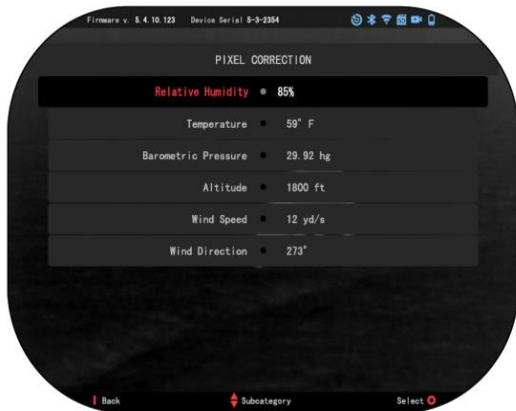 Firmware v. 5.4.10.123 Device Serial 5-3-2354
PIXEL CORRECTION
Relative Humidity 85%
Temperature 59° F
Barometric Pressure 29.92 hg
Altitude 1800 ft
Wind Speed 12 yd/s
Wind Direction 273°
Back Subcategory Select